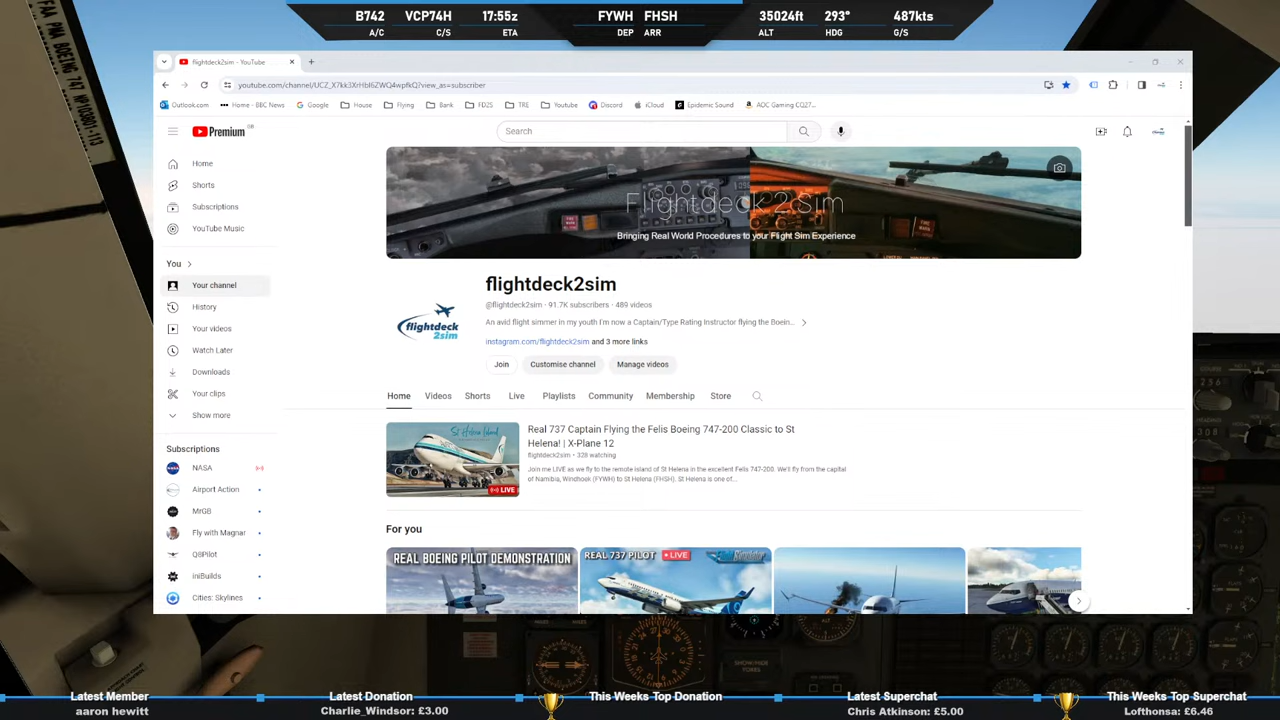 B742 VCP74H 17:55z FYWH FHSH 35024ft 293° 487kts
A/C C/S ETA DEP ARR ALT HDG G/S
FAA PMA BOEING 747
flightdeck2sim - YouTube
Outlook.com Home - BBC News Google House Flying Bank FD2S TRE Youtube Discord iCloud Epidemic Sound AOC Gaming CQ27...
Premium GB
Search
Home
Shorts
Subscriptions
YouTube Music
You
Your channel
History
Your videos
Watch Later
Downloads
Your clips
Show more
Subscriptions
NASA
Airport Action
MrGB
Fly with Magnar
Q8Pilot
iniBuilds
Cities: Skylines
Flightdeck 2 Sim
Bringing Real World Procedures to your Flight Sim Experience
flightdeck
2sim
flightdeck2sim
@flightdeck2sim · 91.7K subscribers · 489 videos
An avid flight simmer in my youth I'm now a Captain/Type Rating Instructor flying the Boein...
instagram.com/flightdeck2sim and 3 more links
Join Customise channel Manage videos
Home Videos Shorts Live Playlists Community Membership Store
St Helena Island
LIVE
Real 737 Captain Flying the Felis Boeing 747-200 Classic to St
Helena! | X-Plane 12
flightdeck2sim · 328 watching
Join me LIVE as we fly to the remote island of St Helena in the excellent Felis 747-200. We'll fly from the capital
of Namibia, Windhoek (FYWH) to St Helena (FHSH). St Helena is one of...
For you
REAL BOEING PILOT DEMONSTRATION
REAL 737 PILOT LIVE
Latest Member Latest Donation This Weeks Top Donation Latest Superchat This Weeks Top Superchat
aaron hewitt Charlie_Windsor: £3.00 Chris Atkinson: £5.00 Lofthonsa: £6.46